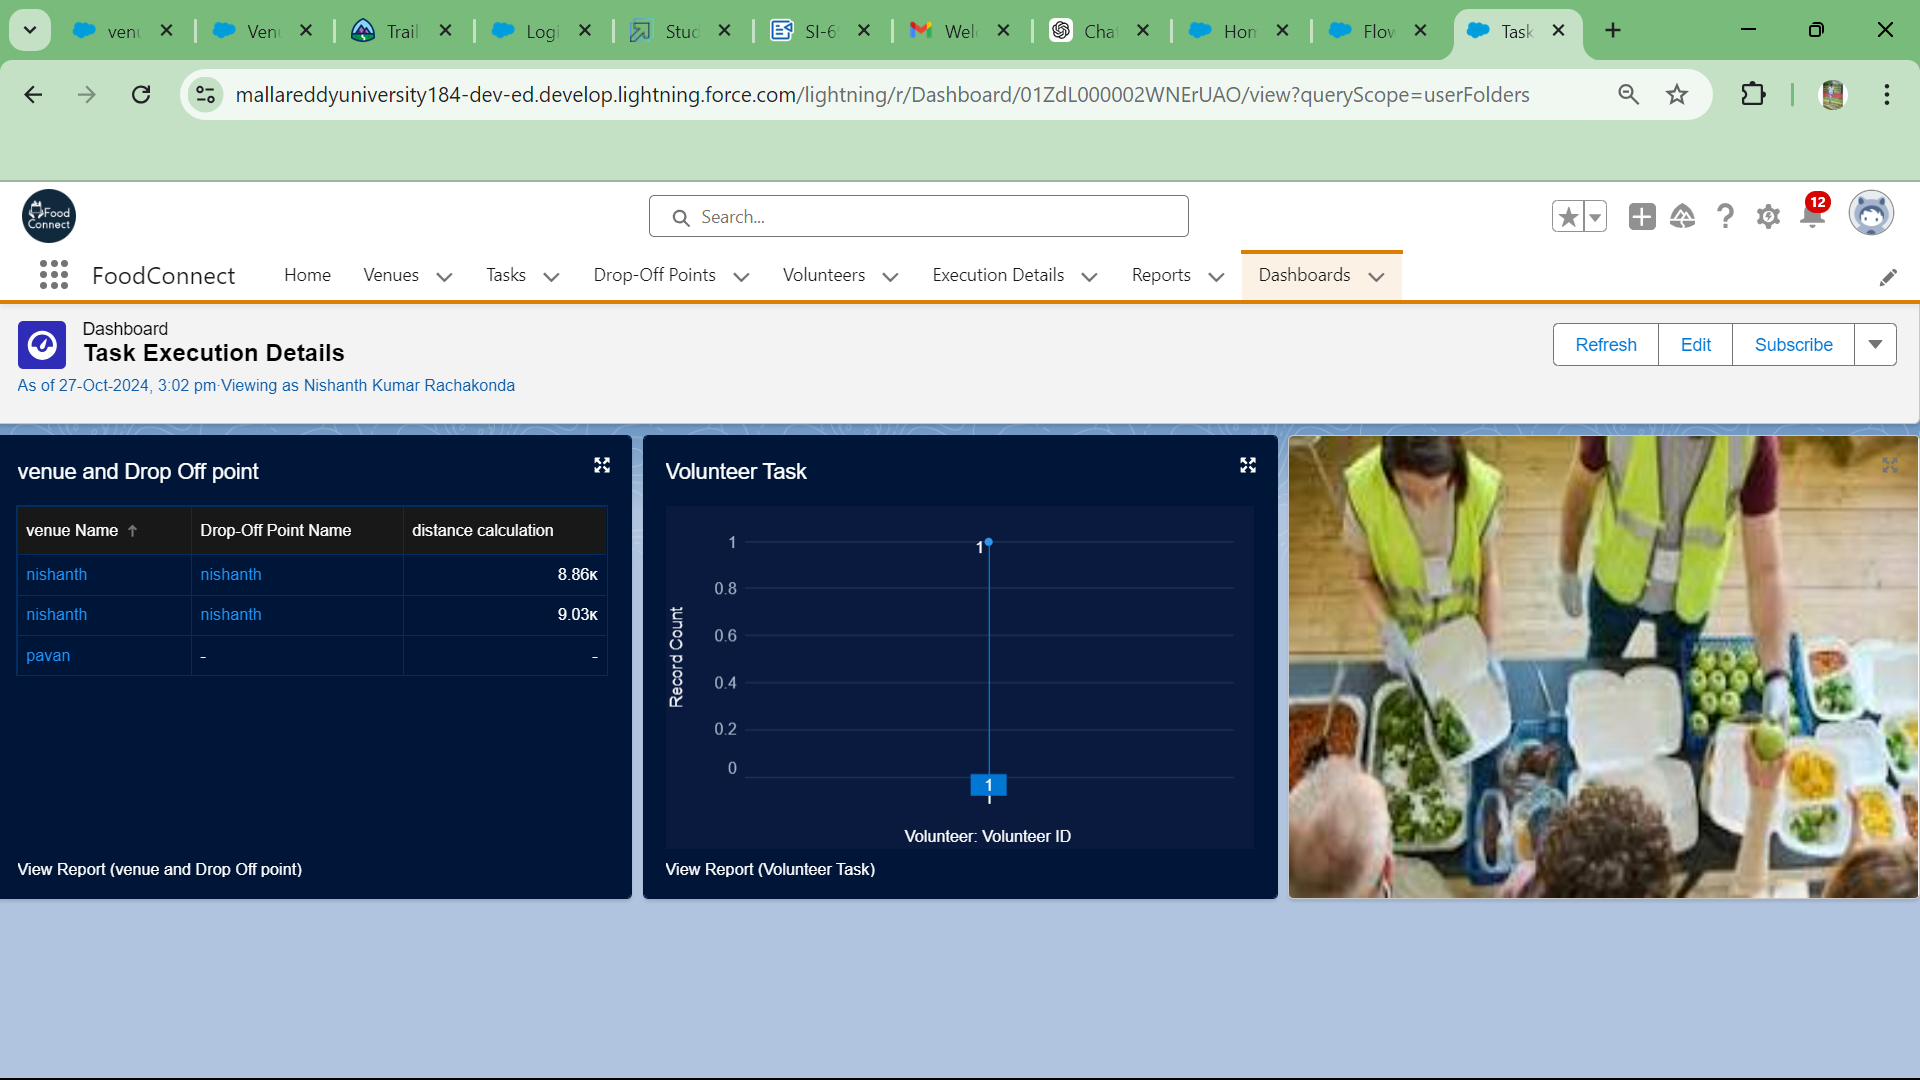 venu
Venu
Trail
Logi
Stud
SI-6
Wel
Cha
Hom
Flow
Task
mallareddyuniversity184-dev-ed.develop.lightning.force.com/lightning/r/Dashboard/01ZdL000002WNErUAO/view?queryScope=userFolders
Food
Connect
Search...
12
FoodConnect
Home
Venues
Tasks
Drop-Off Points
Volunteers
Execution Details
Reports
Dashboards
Dashboard
Task Execution Details
As of 27-Oct-2024, 3:02 pm·Viewing as Nishanth Kumar Rachakonda
Refresh
Edit
Subscribe
venue and Drop Off point
venue Name ↑ Drop-Off Point Name distance calculation
nishanth nishanth 8.86K
nishanth nishanth 9.03K
pavan - -
View Report (venue and Drop Off point)
Volunteer Task
Record Count
1
0.8
0.6
0.4
0.2
0
1
1
Volunteer: Volunteer ID
View Report (Volunteer Task)